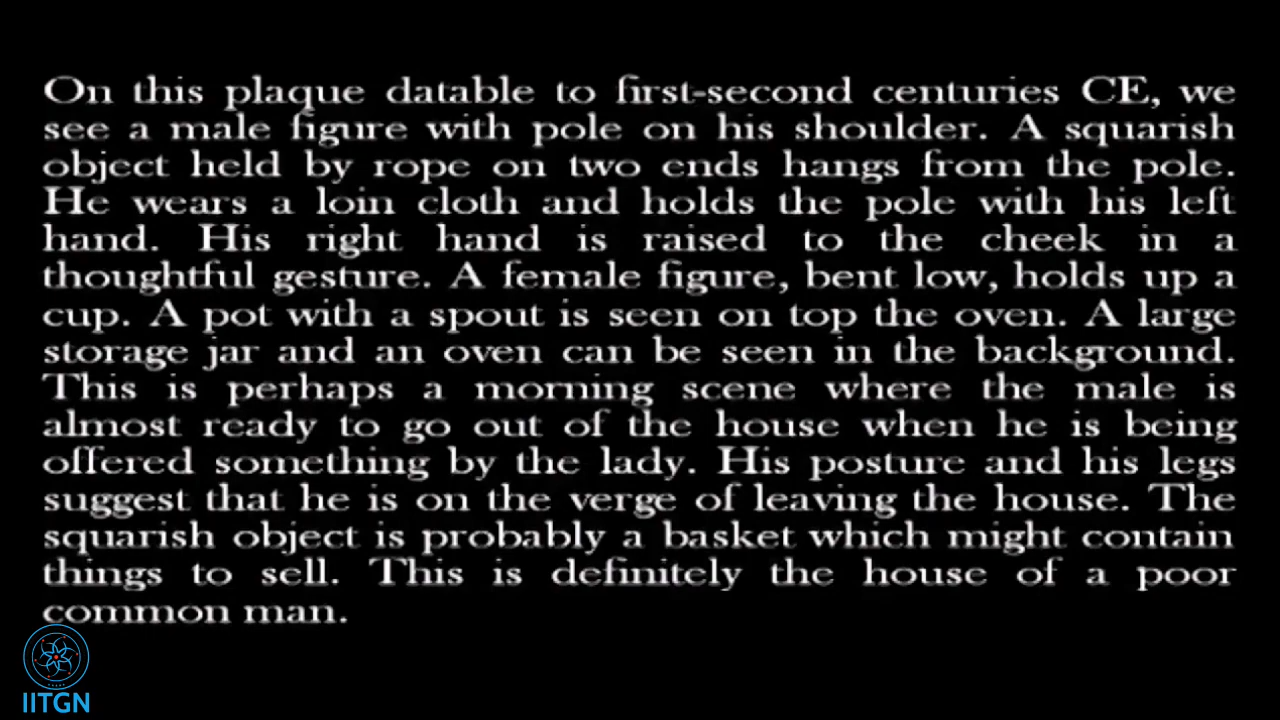 On this plaque datable to first-second centuries CE, we
see a male figure with pole on his shoulder. A squarish
object held by rope on two ends hangs from the pole.
He wears a loin cloth and holds the pole with his left
hand. His right hand is raised to the cheek in a
thoughtful gesture. A female figure, bent low, holds up a
cup. A pot with a spout is seen on top the oven. A large
storage jar and an oven can be seen in the background.
This is perhaps a morning scene where the male is
almost ready to go out of the house when he is being
offered something by the lady. His posture and his legs
suggest that he is on the verge of leaving the house. The
squarish object is probably a basket which might contain
things to sell. This is definitely the house of a poor
common man.
IITGN